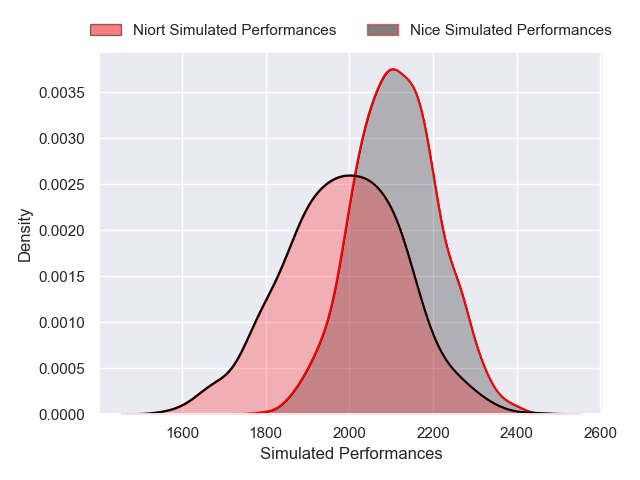 Niort Simulated Performances Nice Simulated Performances
0.0035
0.0030
0.0025
0.0020
0.0015
0.0010
0.0005
0.0000
Density
1600 1800 2000 2200 2400 2600
Simulated Performances